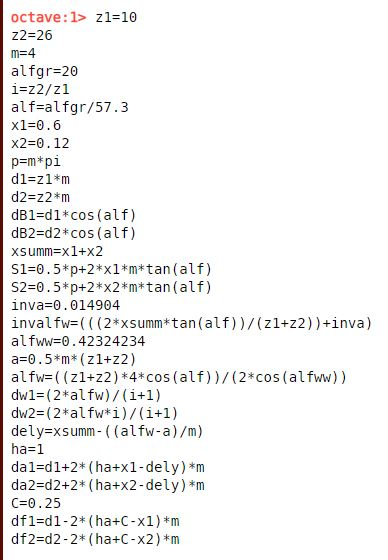 octave:1> z1=10
z2=26
m=4
alfgr=20
i=z2/z1
alf=alfgr/57.3
x1=0.6
x2=0.12
p=m*pi
d1=z1*m
d2=z2*m
dB1=d1*cos(alf)
dB2=d2*cos(alf)
xsumm=x1+x2
S1=0.5*p+2*x1*m*tan(alf)
S2=0.5*p+2*x2*m*tan(alf)
inva=0.014904
invalfw=(((2*xsumm*tan(alf))/(z1+z2))+inva)
alfww=0.42324234
a=0.5*m*(z1+z2)
alfw=((z1+z2)*4*cos(alf))/(2*cos(alfww))
dw1=(2*alfw)/(i+1)
dw2=(2*alfw*i)/(i+1)
dely=xsumm-((alfw-a)/m)
ha=1
da1=d1+2*(ha+x1-dely)*m
da2=d2+2*(ha+x2-dely)*m
C=0.25
df1=d1-2*(ha+C-x1)*m
df2=d2-2*(ha+C-x2)*m